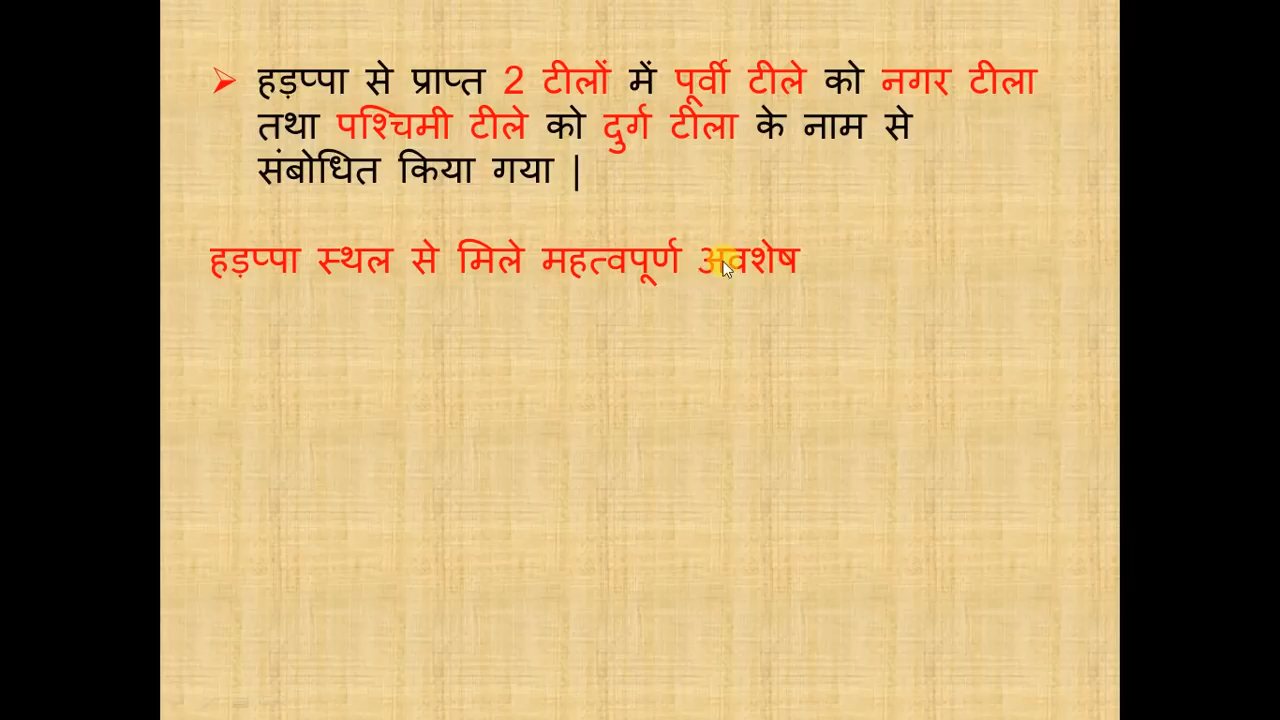 ➢ हड़प्पा से प्राप्त 2 टीलों में पूर्वी टीले को नगर टीला
तथा पश्चिमी टीले को दुर्ग टीला के नाम से
संबोधित किया गया |
हड़प्पा स्थल से मिले महत्वपूर्ण अवशेष